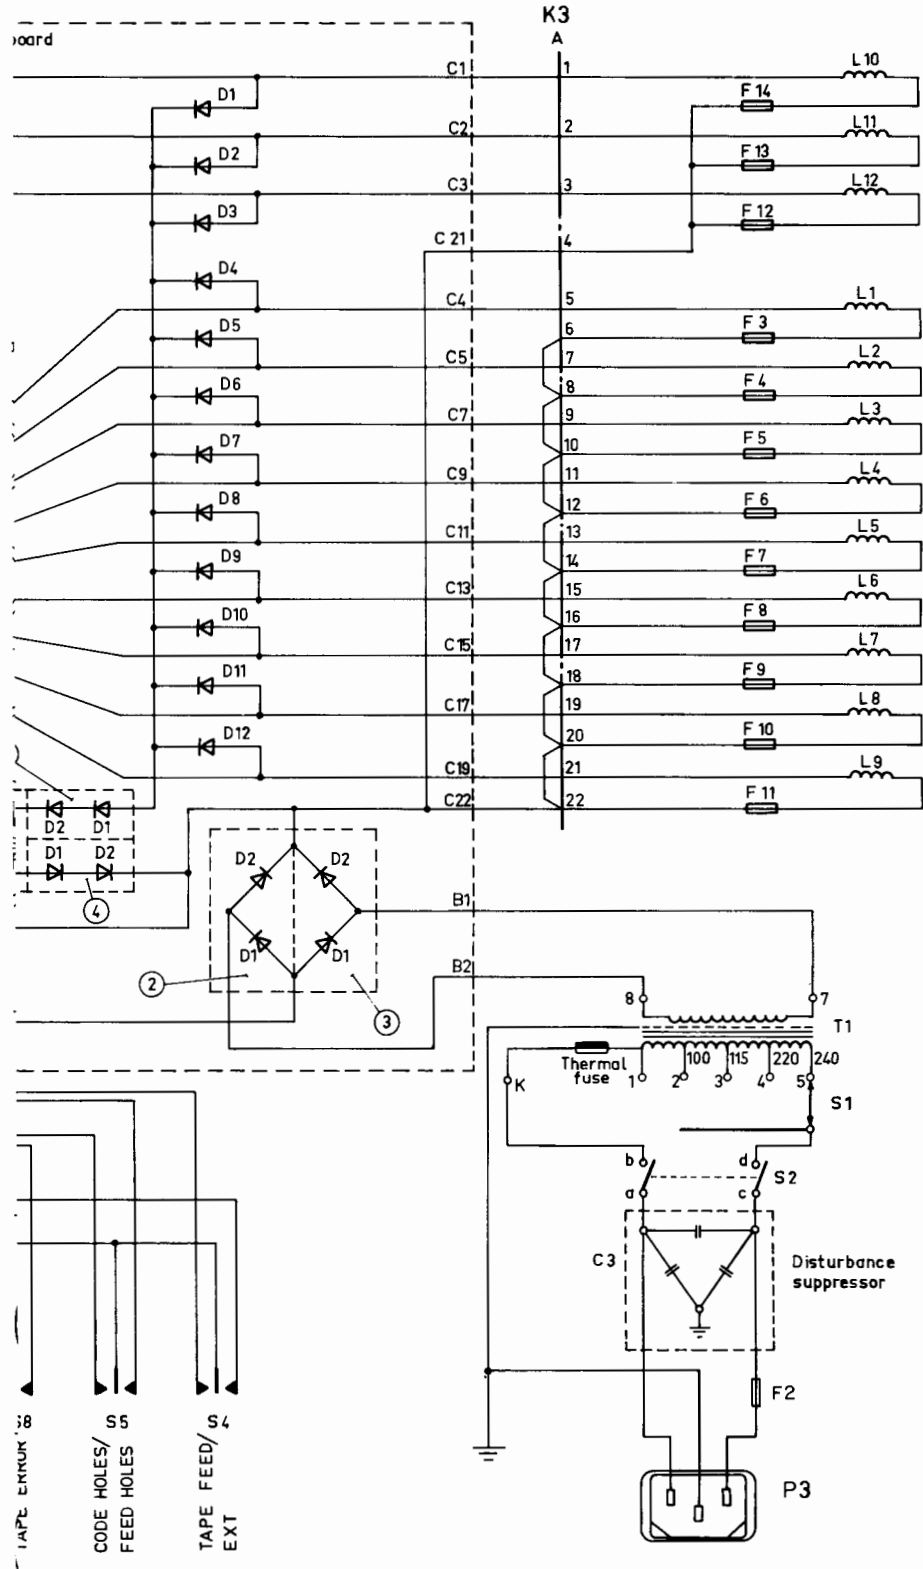 K3
A
board
C1 1 L10
D1 F14
C2 2 L11
D2 F13
C3 3 L12
D3 F12
C 21 4
D4
C4 5 L1
D5 6 F3
C5 7 L2
D6 8 F4
C7 9 L3
D7 10 F5
C9 11 L4
D8 12 F6
C11 13 L5
D9 14 F7
C13 15 L6
D10 16 F8
C15 17 L7
D11 18 F9
C17 19 L8
D12 20 F10
C19 21 L9
C22 22 F11
D2 D1
D1 D2
4
D2 D2
D1 D1
2
3
B1
B2
8 7
T1
100 115 220 240
Thermal
fuse
1 2 3 4 5
K
S1
b d
S2
a c
C3
Disturbance
suppressor
F2
P3
S8 S5 S4
TAPE ERROR
CODE HOLES/
FEED HOLES
TAPE FEED/
EXT